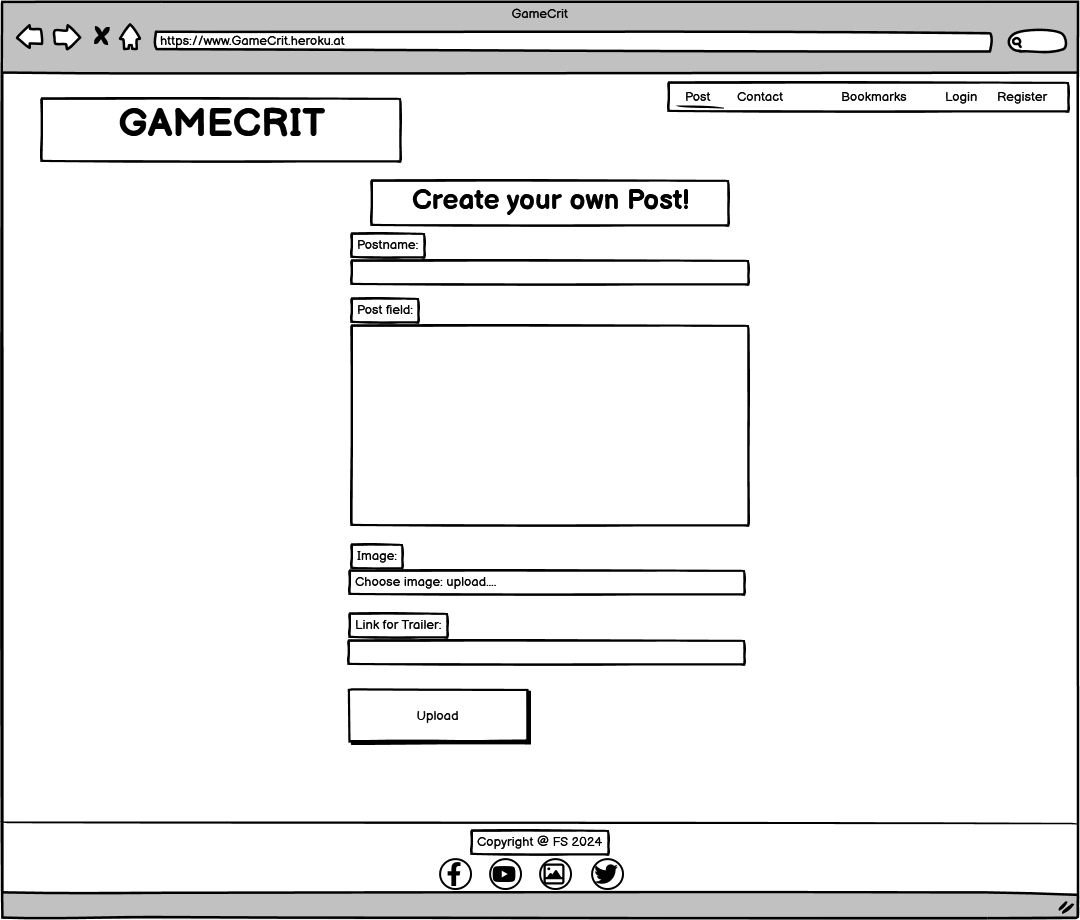 GameCrit
https://www.GameCrit.heroku.at
Post Contact Bookmarks Login Register
GAMECRIT
Create your own Post!
Postname:
Post field:
Image:
Choose image: upload....
Link for Trailer:
Upload
Copyright @ FS 2024